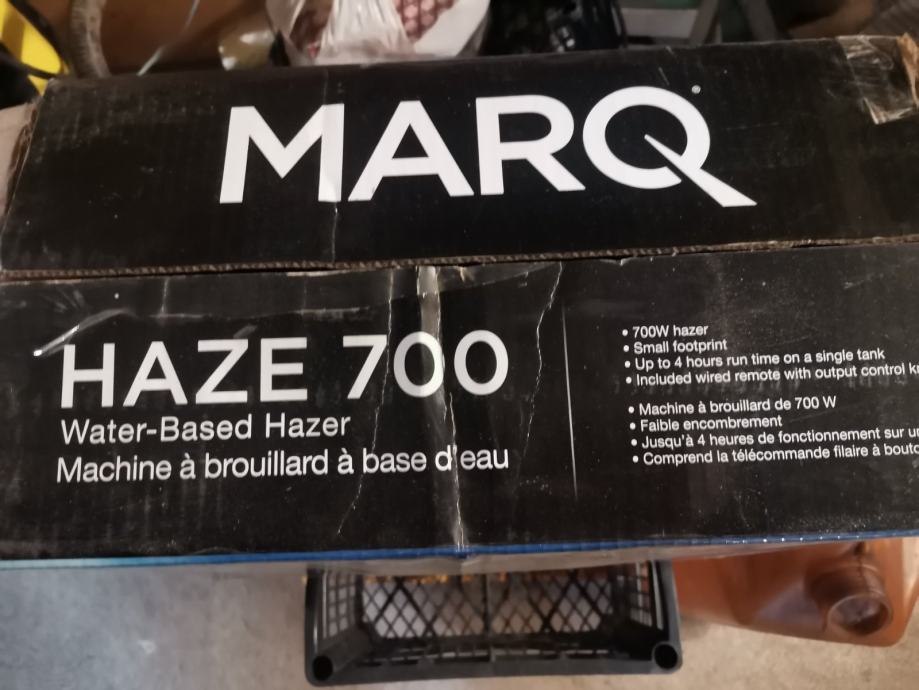 MARQ
HAZE 700
Water-Based Hazer
Machine à brouillard à base d'eau
• 700W hazer
• Small footprint
• Up to 4 hours run time on a single tank
• Included wired remote with output control
• Machine à brouillard de 700 W
• Faible encombrement
• Jusqu'à 4 heures de fonctionnement sur
• Comprend la télécommande filaire à